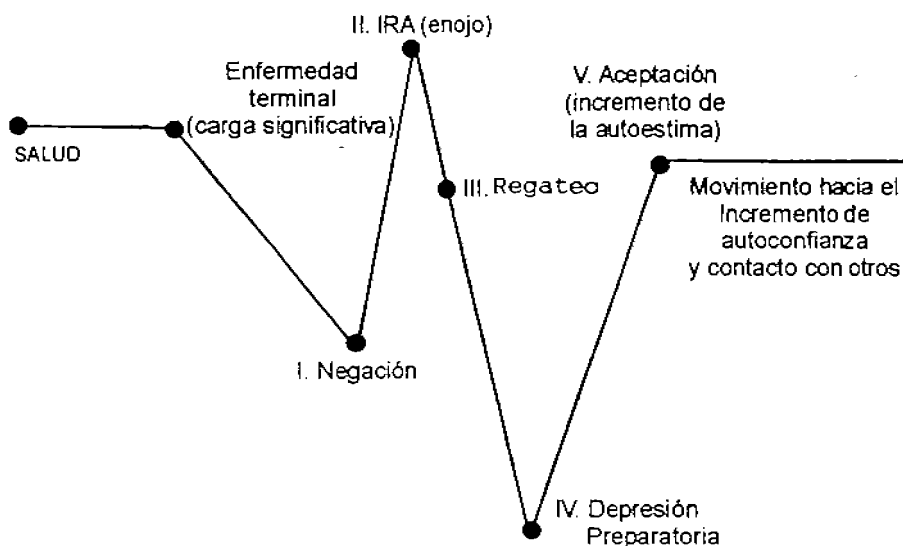 SALUD
Enfermedad
terminal
(carga significativa)
I. Negación
II. IRA (enojo)
III. Regateo
IV. Depresión
Preparatoria
V. Aceptación
(incremento de
la autoestima)
Movimiento hacia el
Incremento de
autoconfianza
y contacto con otros